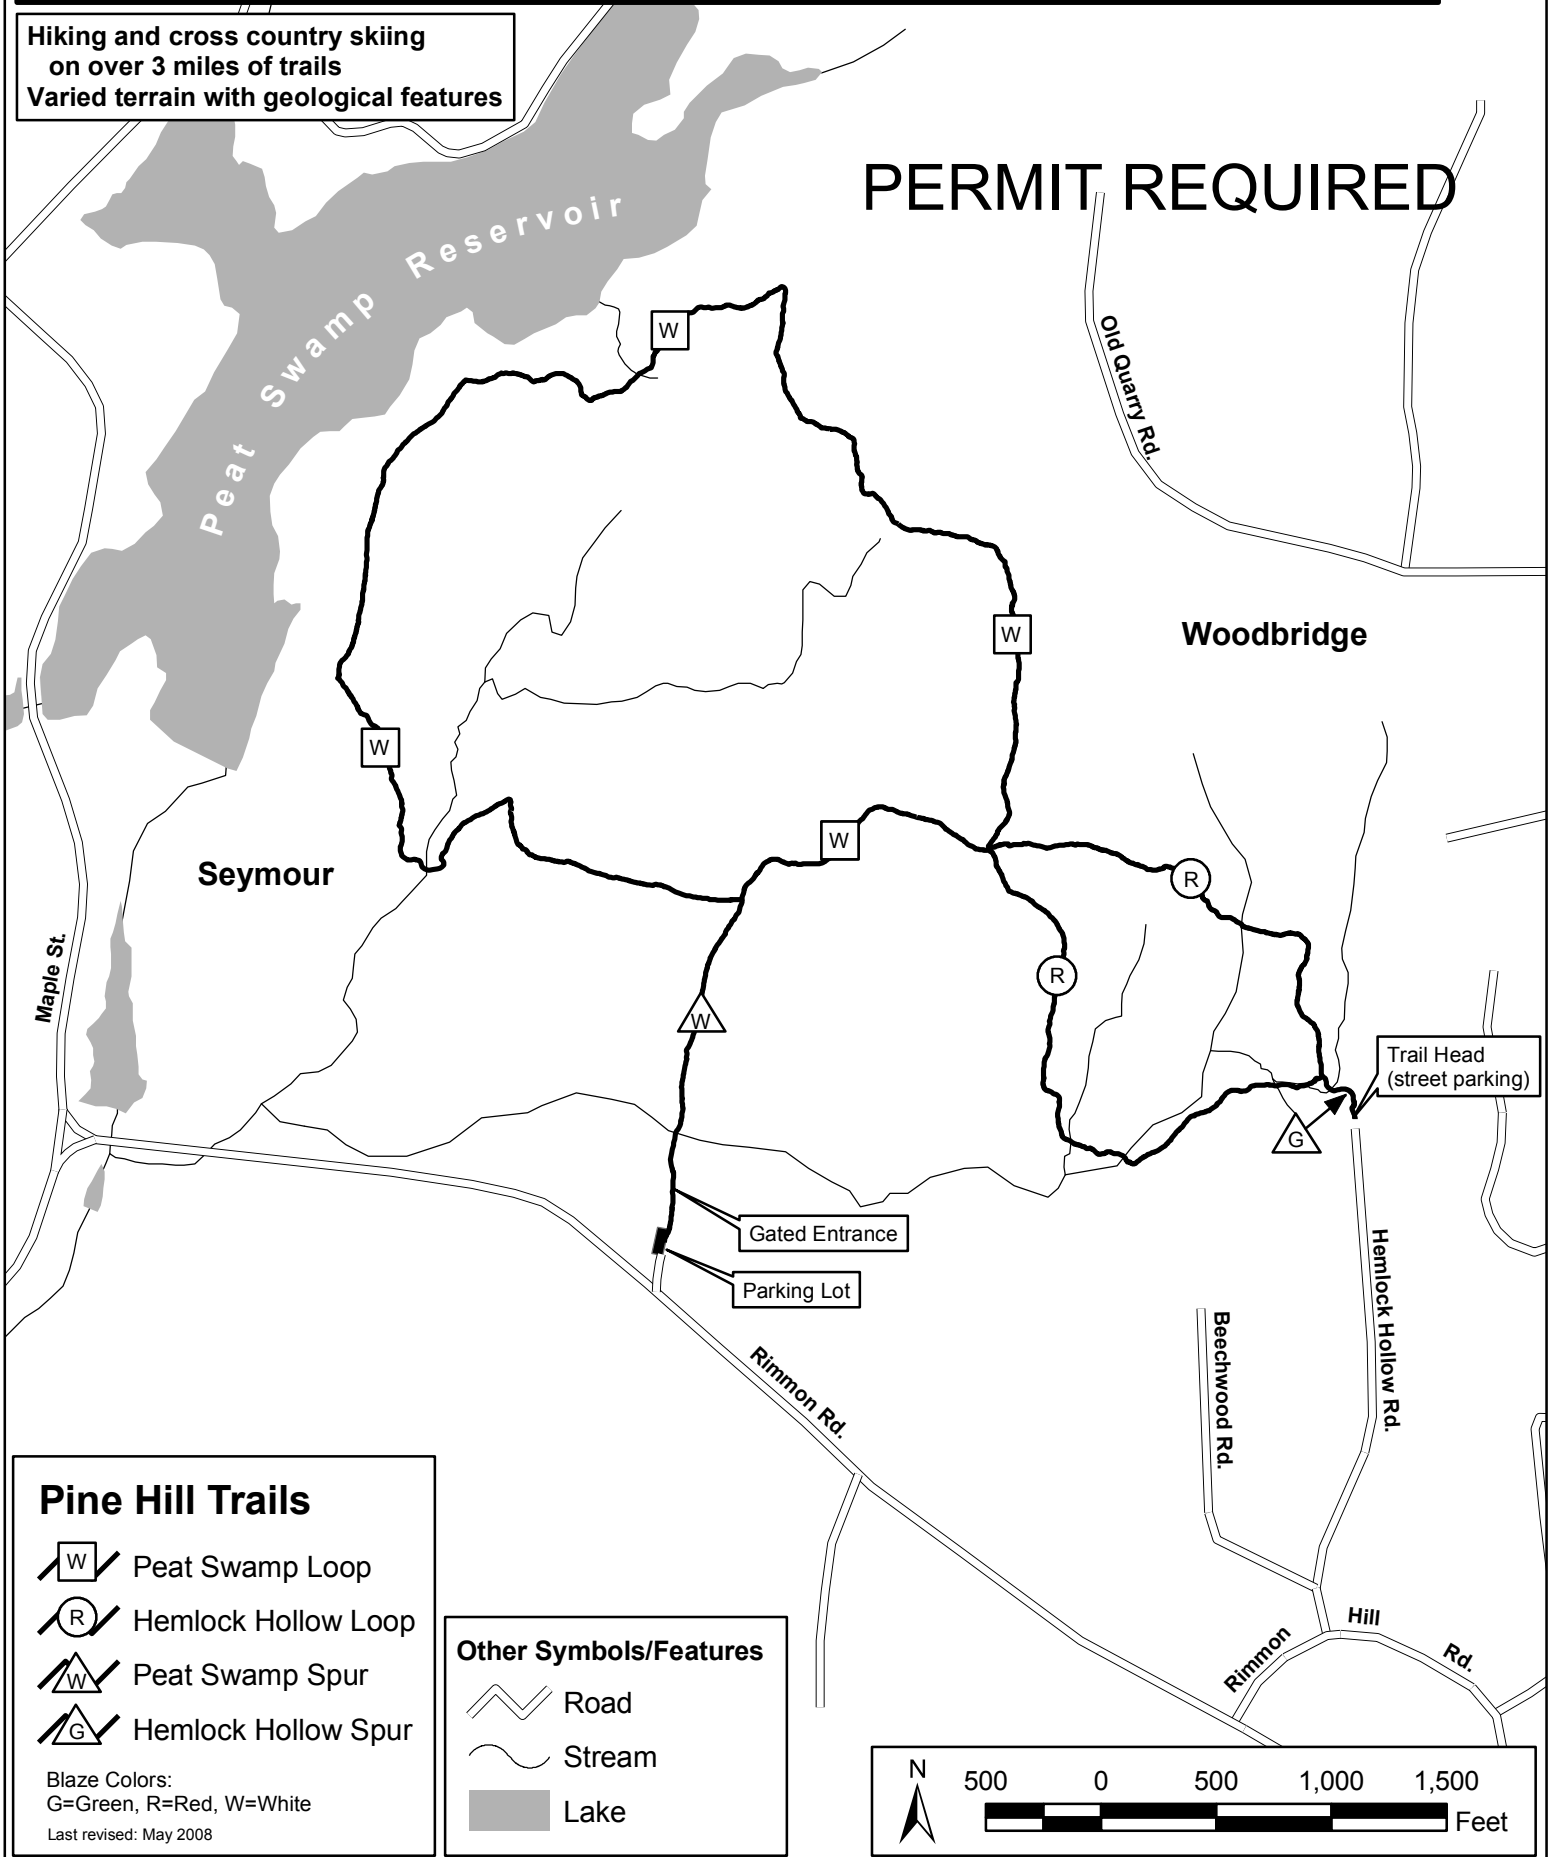 Hiking and cross country skiing
on over 3 miles of trails
Varied terrain with geological features
PERMIT REQUIRED
Peat Swamp Reservoir
W
Old Quarry Rd.
W
Woodbridge
W
W
Seymour
R
Maple St.
R
W
Trail Head
(street parking)
G
Gated Entrance
Parking Lot
Hemlock Hollow Rd.
Beechwood Rd.
Rimmon Rd.
Rimmon Hill Rd.
Pine Hill Trails
W Peat Swamp Loop
R Hemlock Hollow Loop
W Peat Swamp Spur
G Hemlock Hollow Spur
Blaze Colors:
G=Green, R=Red, W=White
Last revised: May 2008
Other Symbols/Features
Road
Stream
Lake
N
500 0 500 1,000 1,500
Feet